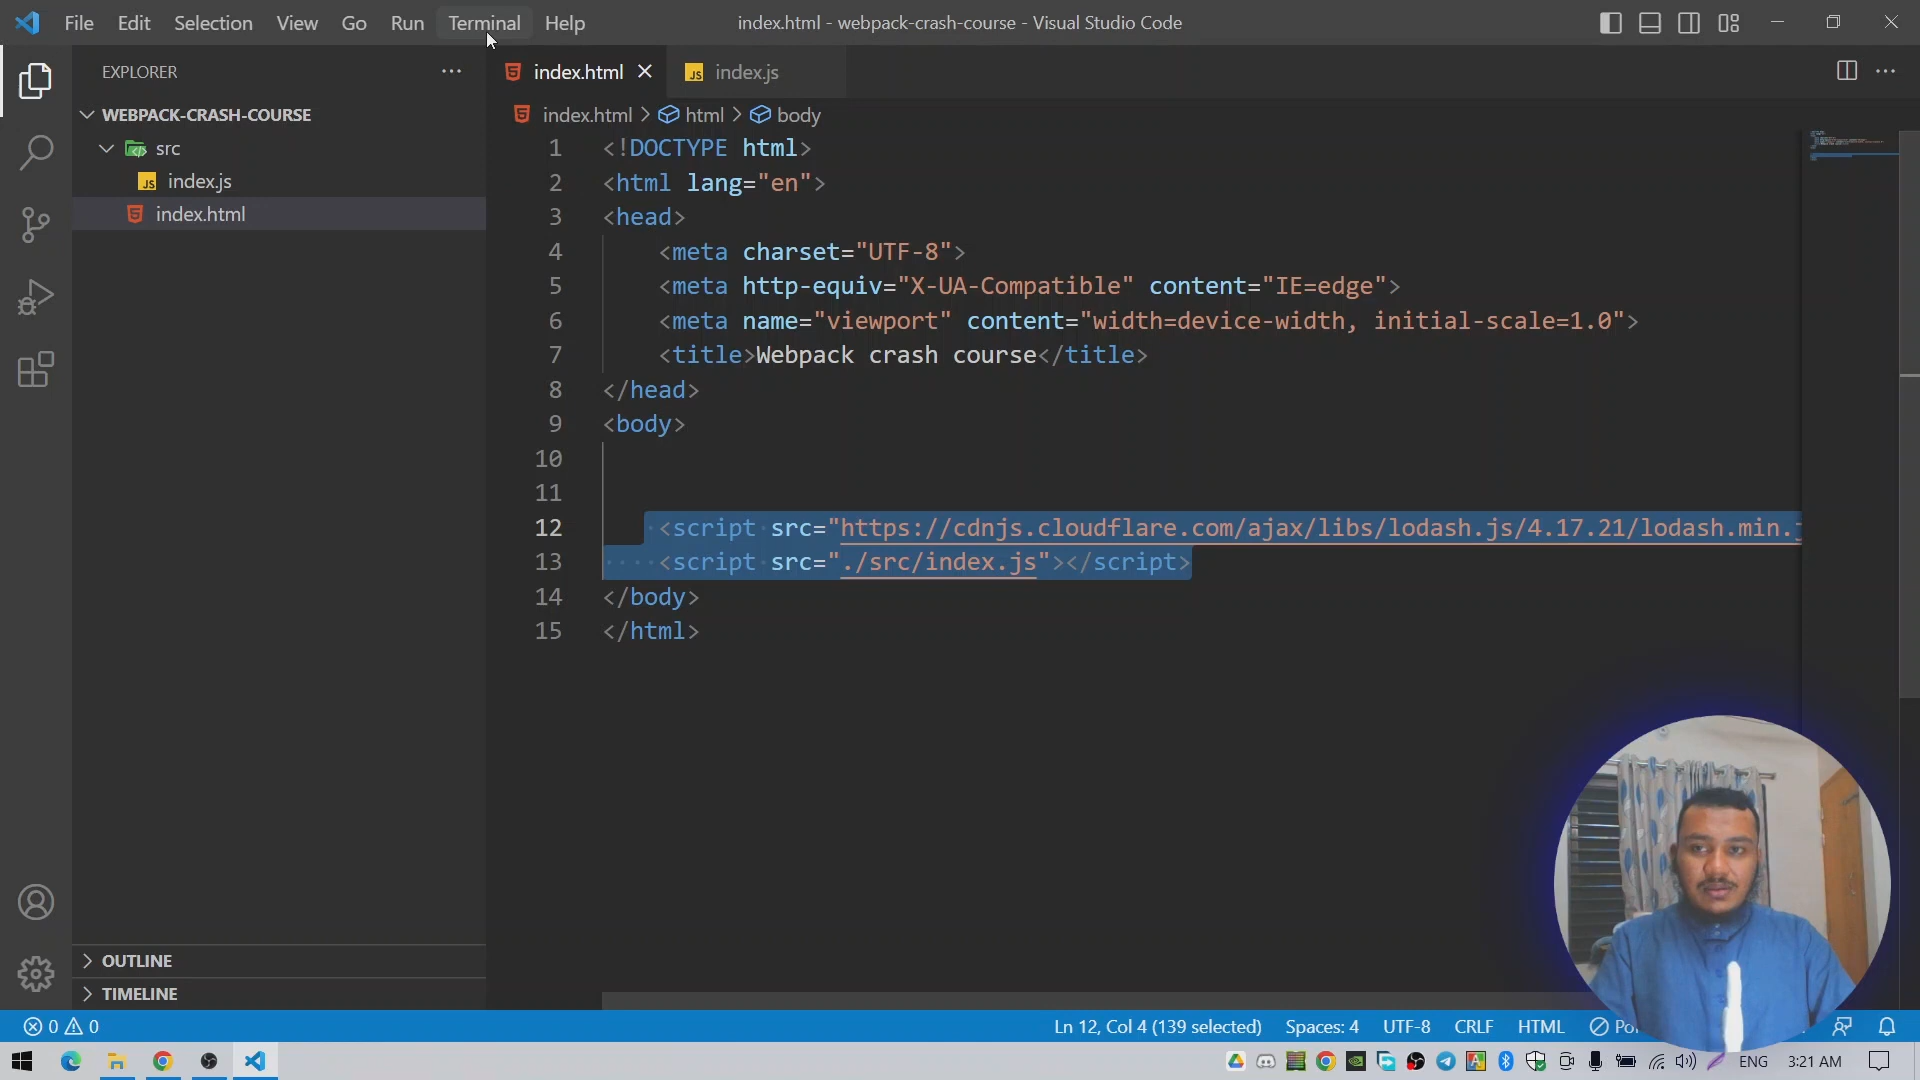 File Edit Selection View Go Run Terminal Help
index.html - webpack-crash-course - Visual Studio Code
EXPLORER
WEBPACK-CRASH-COURSE
src
JS index.js
index.html
OUTLINE
TIMELINE
index.html
JS index.js
index.html > html > body
1 <!DOCTYPE html>
2 <html lang="en">
3 <head>
4 <meta charset="UTF-8">
5 <meta http-equiv="X-UA-Compatible" content="IE=edge">
6 <meta name="viewport" content="width=device-width, initial-scale=1.0">
7 <title>Webpack crash course</title>
8 </head>
9 <body>
10
11
12 <script src="https://cdnjs.cloudflare.com/ajax/libs/lodash.js/4.17.21/lodash.min.j
13 <script src="./src/index.js"></script>
14 </body>
15 </html>
0 0
Ln 12, Col 4 (139 selected) Spaces: 4 UTF-8 CRLF HTML
ENG 3:21 AM